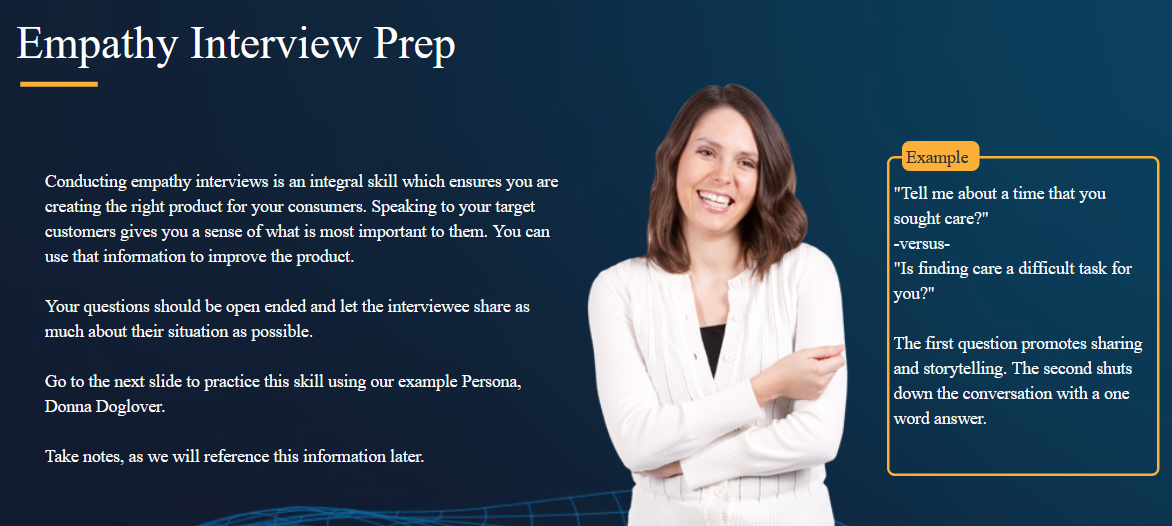 Empathy Interview Prep
Conducting empathy interviews is an integral skill which ensures you are
creating the right product for your consumers. Speaking to your target
customers gives you a sense of what is most important to them. You can
use that information to improve the product.
Your questions should be open ended and let the interviewee share as
much about their situation as possible.
Go to the next slide to practice this skill using our example Persona,
Donna Doglover.
Take notes, as we will reference this information later.
Example
"Tell me about a time that you
sought care?"
-versus-
"Is finding care a difficult task for
you?"
The first question promotes sharing
and storytelling. The second shuts
down the conversation with a one
word answer.